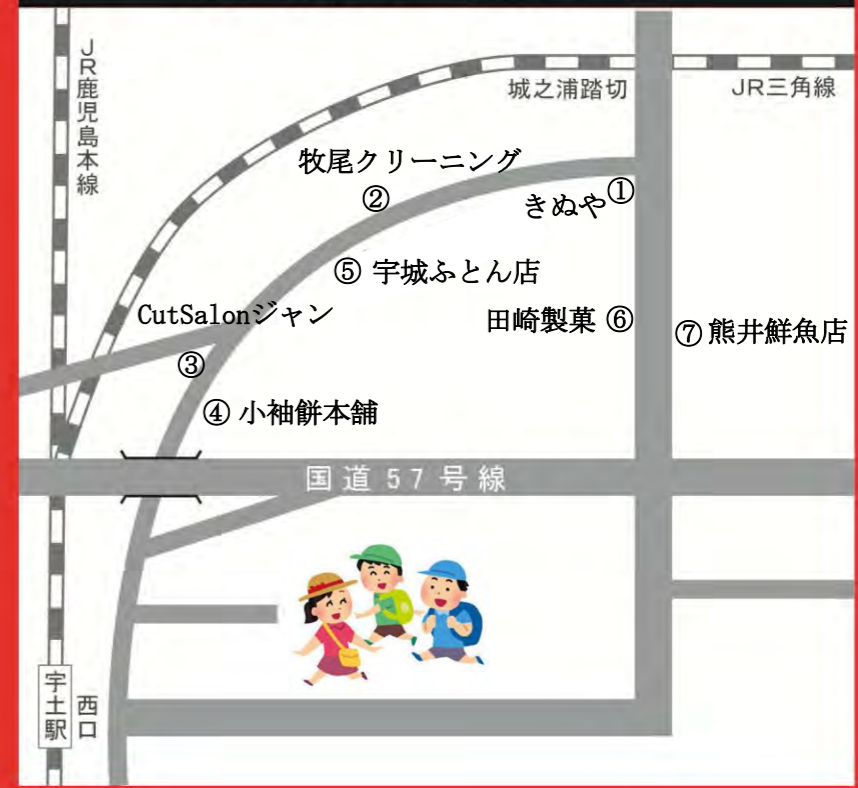 JR鹿児島本線
城之浦踏切
JR三角線
牧尾クリーニング
②
きぬや①
⑤ 宇城ふとん店
CutSalonジャン
③
田崎製菓 ⑥
⑦ 熊井鮮魚店
④ 小袖餅本舗
国道57号線
宇土駅
西口